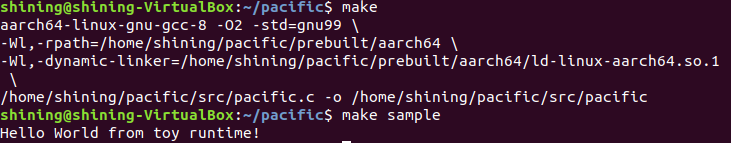 shining@shining-VirtualBox:~/pacific$ make
aarch64-linux-gnu-gcc-8 -O2 -std=gnu99 \
-Wl,-rpath=/home/shining/pacific/prebuilt/aarch64 \
-Wl,-dynamic-linker=/home/shining/pacific/prebuilt/aarch64/ld-linux-aarch64.so.1
 \
/home/shining/pacific/src/pacific.c -o /home/shining/pacific/src/pacific
shining@shining-VirtualBox:~/pacific$ make sample
Hello World from toy runtime!